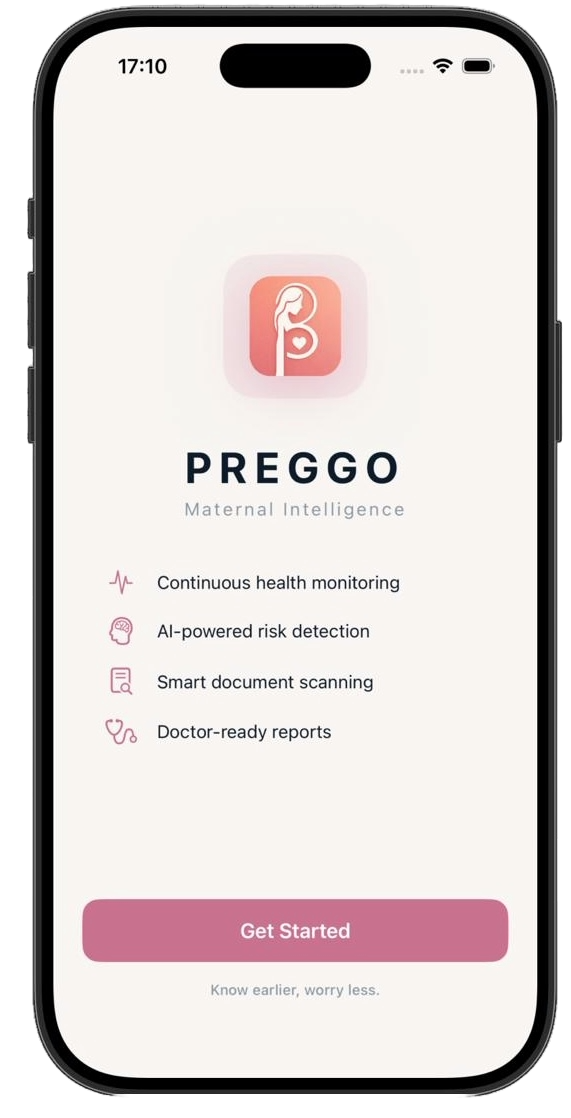 17:10
PREGGO
Maternal Intelligence
Continuous health monitoring
AI-powered risk detection
Smart document scanning
Doctor-ready reports
Get Started
Know earlier, worry less.